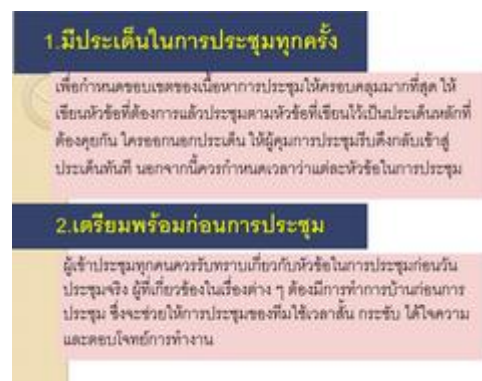 1.มีประเด็นในการประชุมทุกครั้ง
เพื่อกำหนดขอบเขตของเนื้อหาการประชุมให้ครอบคลุมมากที่สุด ให้
เขียนหัวข้อที่ต้องการแล้วประชุมตามหัวข้อที่เขียนไว้เป็นประเด็นหลักที่
ต้องคุยกัน ใครออกนอกประเด็น ให้ผู้คุมการประชุมรีบดึงกลับเข้าสู่
ประเด็นทันที นอกจากนี้ควรกำหนดเวลาว่าแต่ละหัวข้อในการประชุม
2.เตรียมพร้อมก่อนการประชุม
ผู้เข้าประชุมทุกคนควรรับทราบเกี่ยวกับหัวข้อในการประชุมก่อนวัน
ประชุมจริง ผู้ที่เกี่ยวข้องในเรื่องต่าง ๆ ต้องมีการทำการบ้านก่อนการ
ประชุม ซึ่งจะช่วยให้การประชุมของทีมใช้เวลาสั้น กระชับ ได้ใจความ
และตอบโจทย์การทำงาน